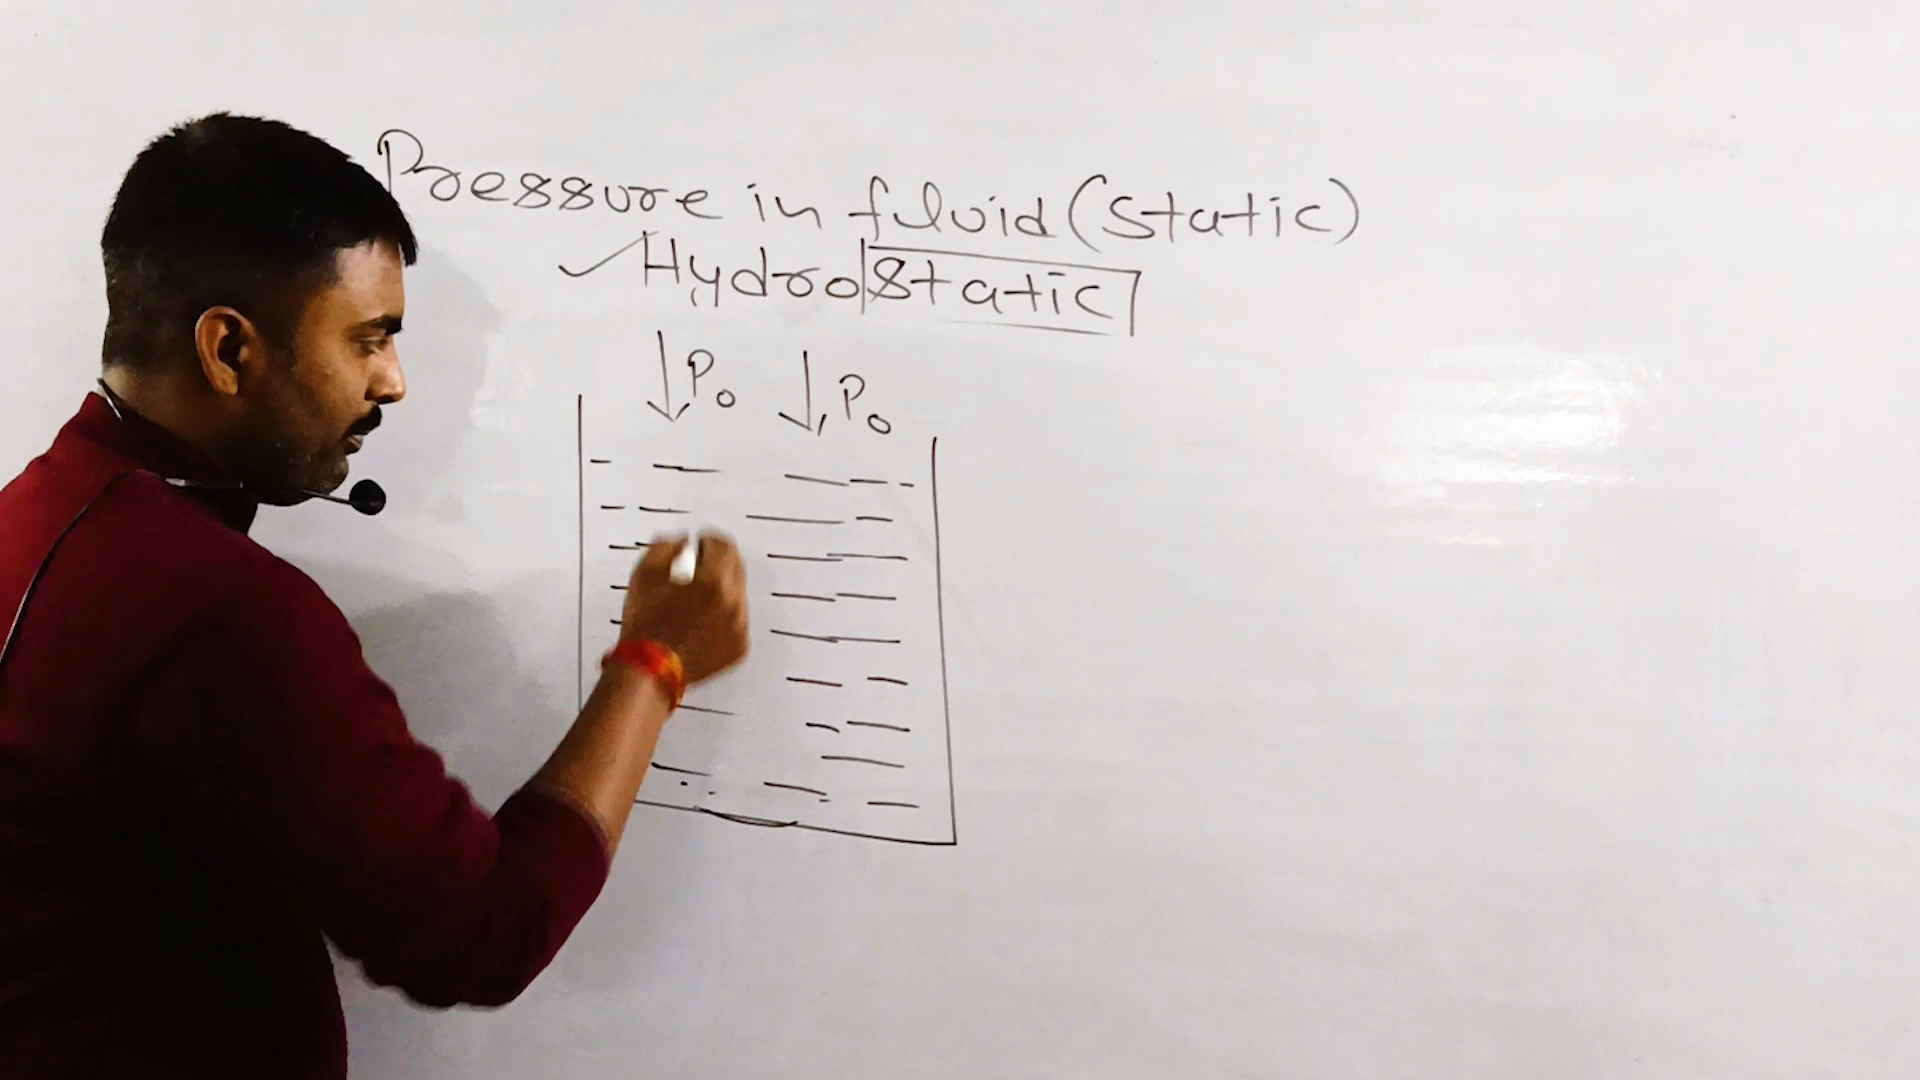 Pressure in fluid (static)
Hydrostatic
P₀ P₀